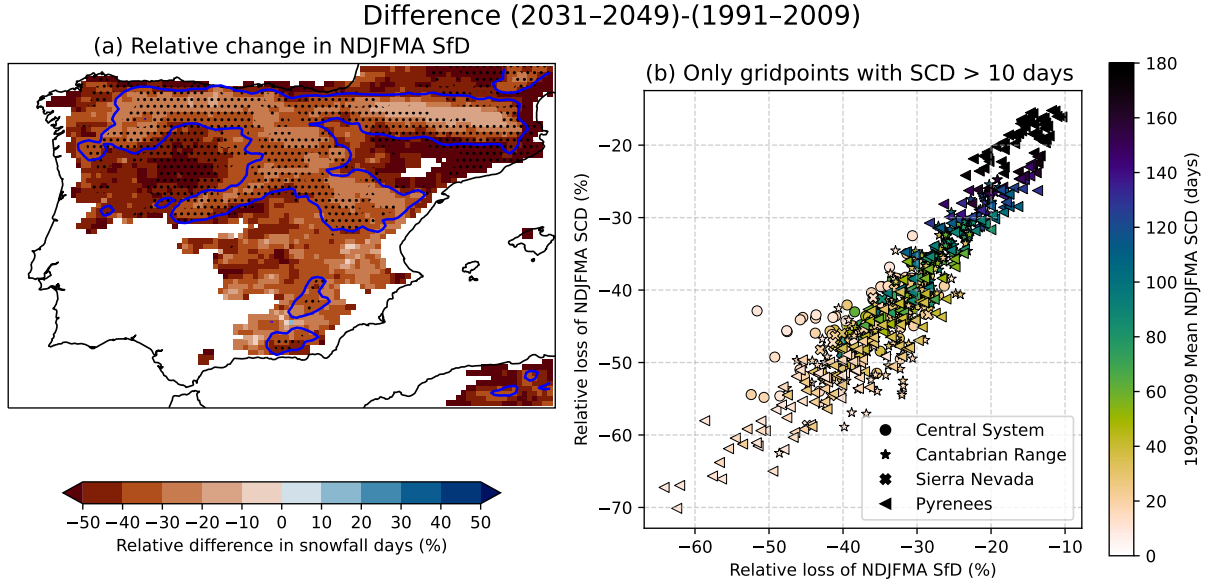 Difference (2031–2049)-(1991–2009)
(a) Relative change in NDJFMA SfD
−50 −40 −30 −20 −10 0 10 20 30 40 50
Relative difference in snowfall days (%)
(b) Only gridpoints with SCD > 10 days
Relative loss of NDJFMA SCD (%)
−20
−30
−40
−50
−60
−70
Central System
Cantabrian Range
Sierra Nevada
Pyrenees
−60 −50 −40 −30 −20 −10
Relative loss of NDJFMA SfD (%)
180
160
140
120
100
80
60
40
20
0
1990–2009 Mean NDJFMA SCD (days)